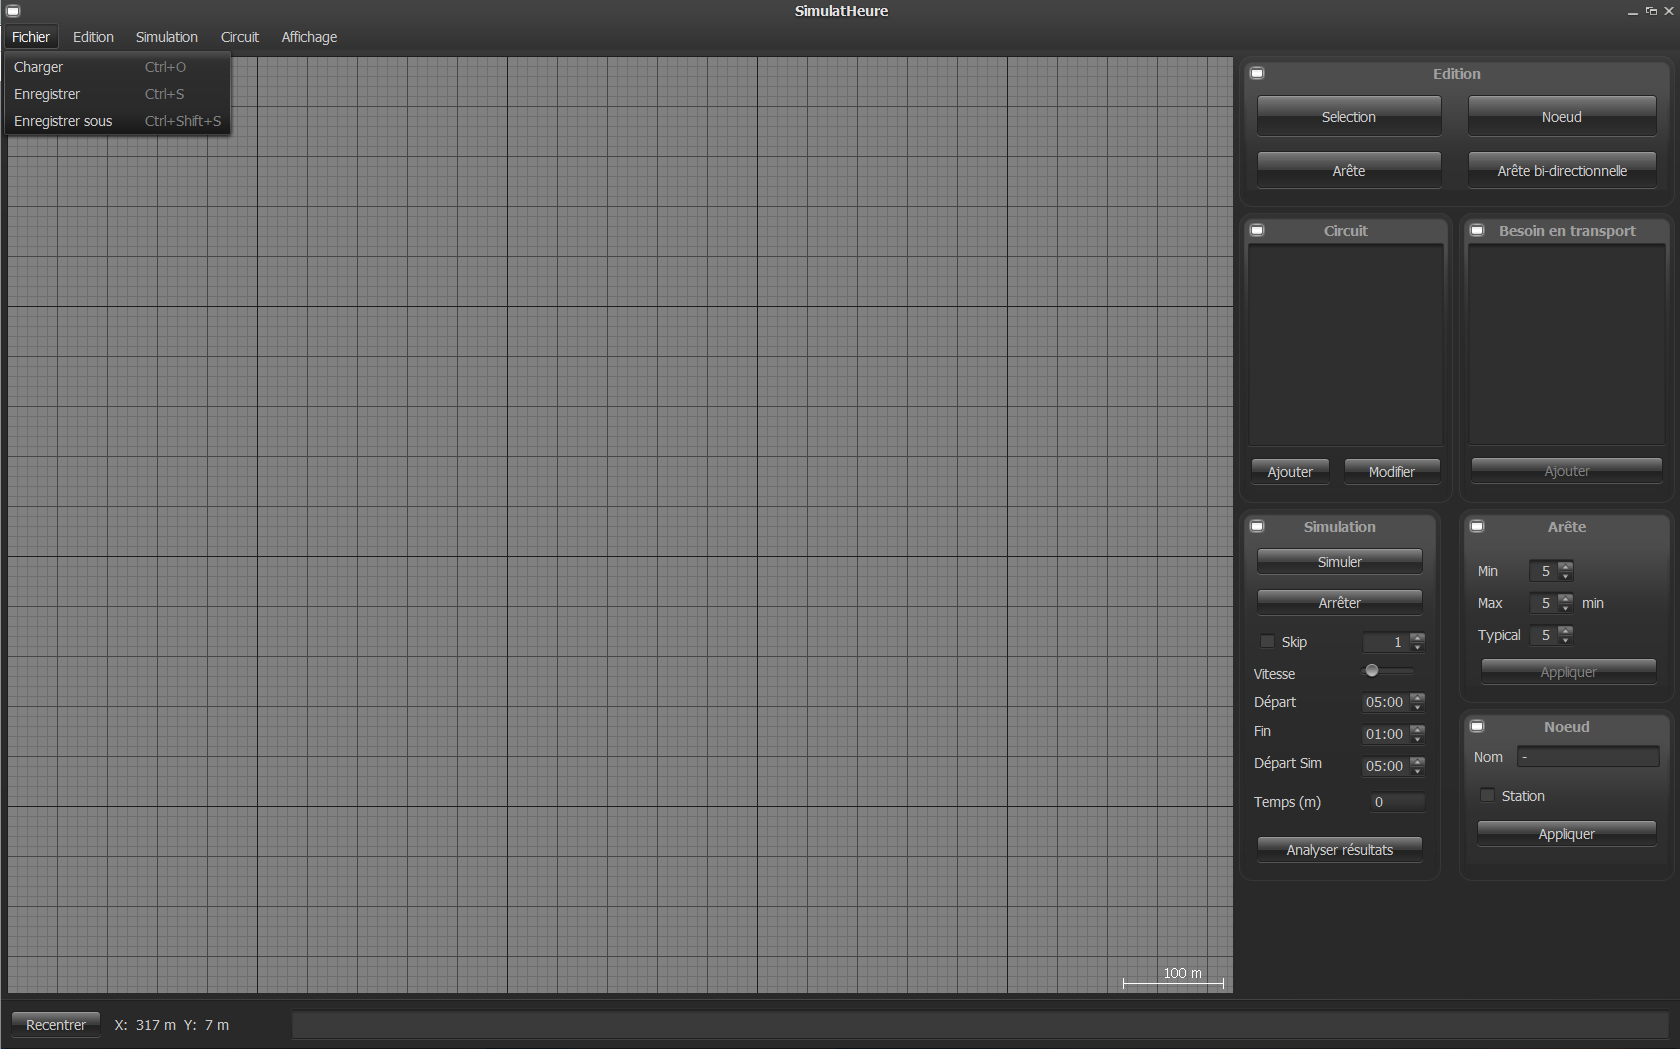 SimulatHeure
Fichier Edition Simulation Circuit Affichage
Charger Ctrl+O
Enregistrer Ctrl+S
Enregistrer sous Ctrl+Shift+S
Edition
Selection Noeud
Arête Arête bi-directionnelle
Circuit
Ajouter Modifier
Besoin en transport
Ajouter
Simulation
Simuler
Arrêter
Skip 1
Vitesse
Départ 05:00
Fin 01:00
Départ Sim 05:00
Temps (m) 0
Analyser résultats
Arête
Min 5
Max 5 min
Typical 5
Appliquer
Noeud
Nom -
Station
Appliquer
100 m
Recentrer X: 317 m Y: 7 m